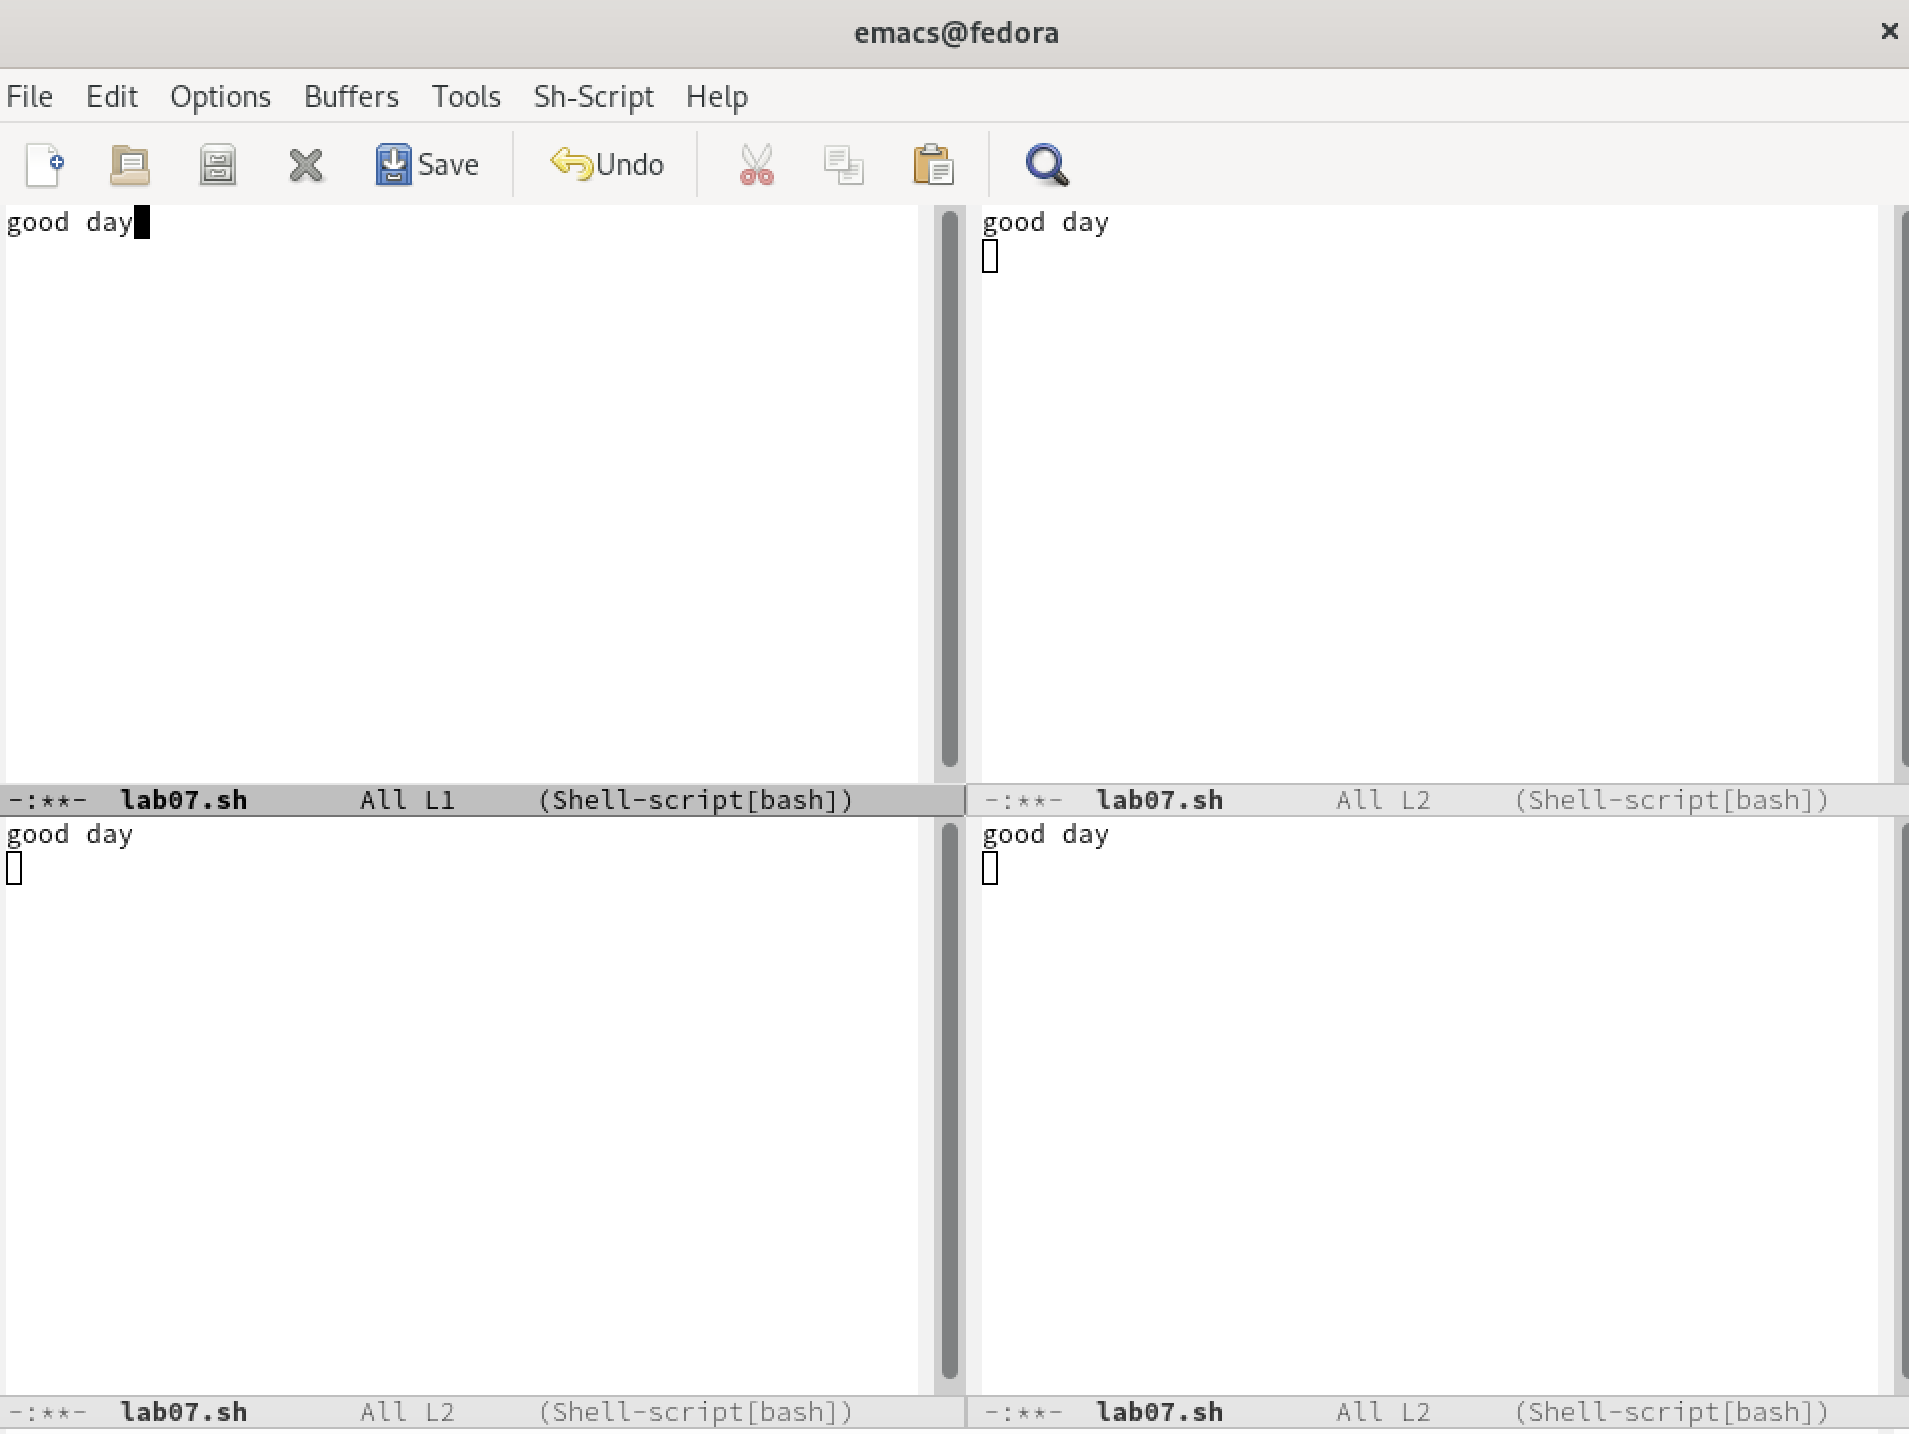 emacs@fedora
File Edit Options Buffers Tools Sh-Script Help
Save Undo
good day
good day
-:**- lab07.sh All L1 (Shell-script[bash])
-:**- lab07.sh All L2 (Shell-script[bash])
good day
good day
-:**- lab07.sh All L2 (Shell-script[bash])
-:**- lab07.sh All L2 (Shell-script[bash])